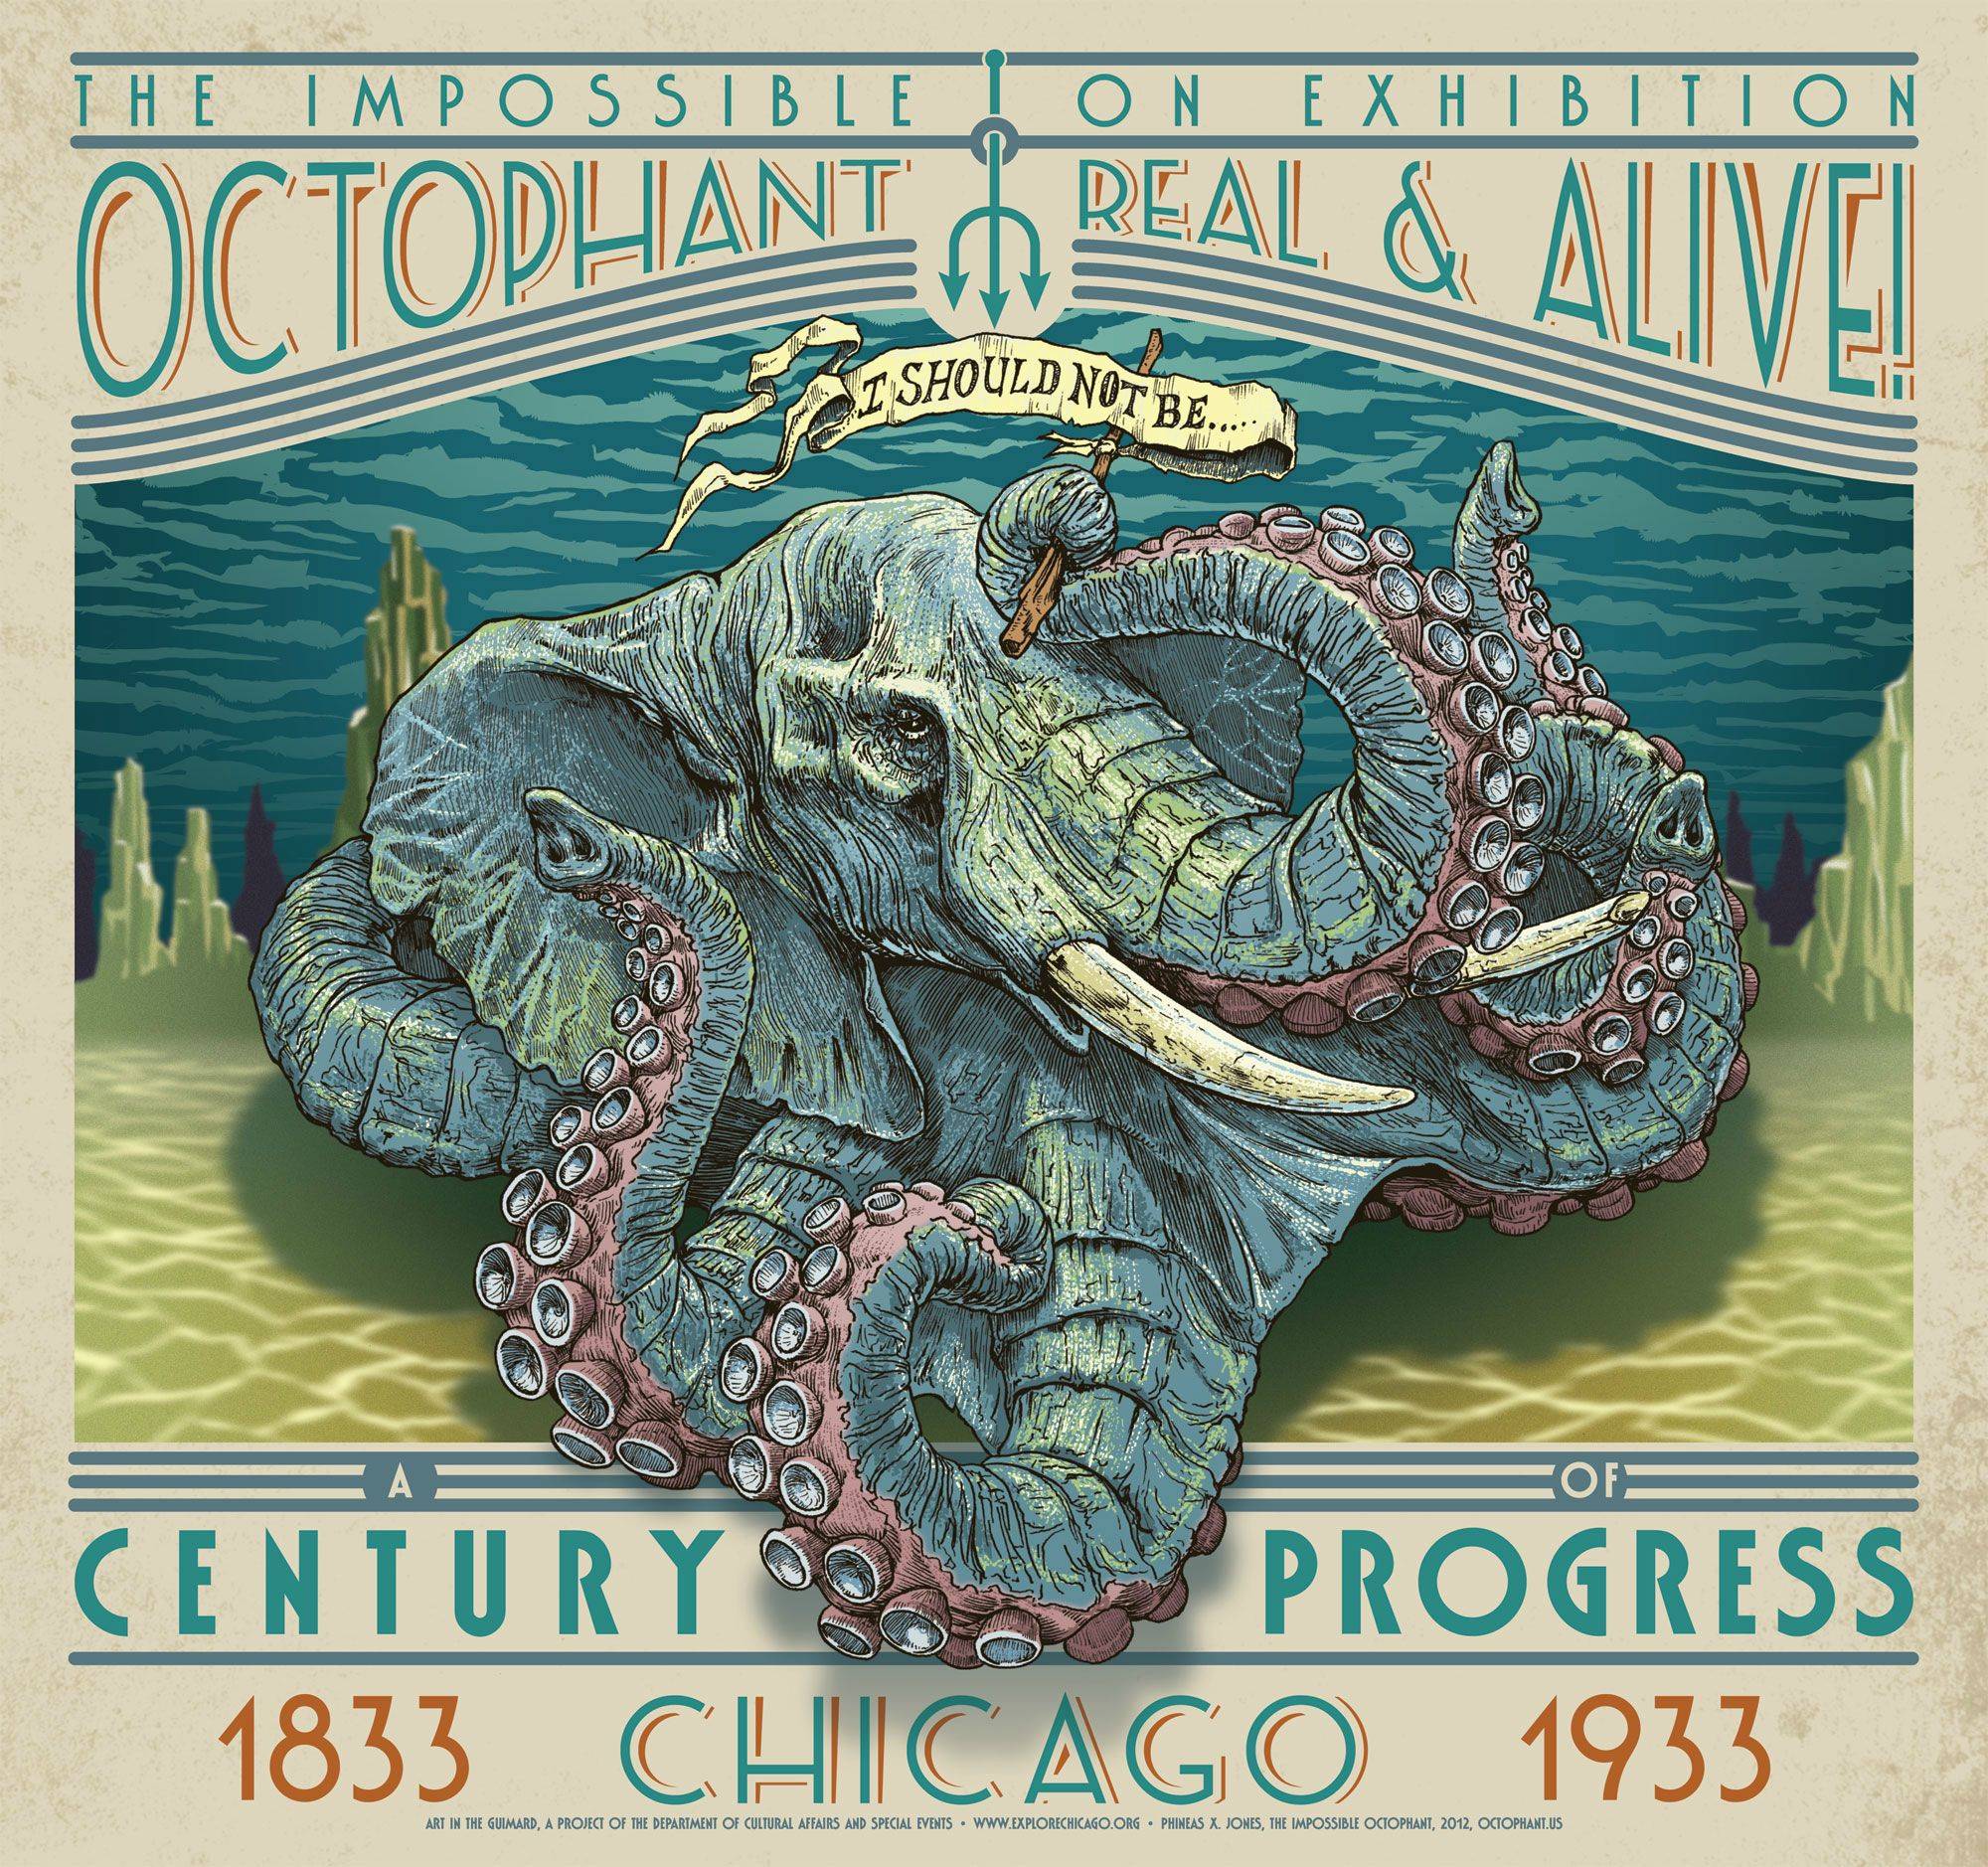 THE IMPOSSIBLE ON EXHIBITION
OCTOPHANT REAL & ALIVE!
I SHOULD NOT BE.....
A OF
CENTURY PROGRESS
1833 CHICAGO 1933
ART IN THE GUIMARD, A PROJECT OF THE DEPARTMENT OF CULTURAL AFFAIRS AND SPECIAL EVENTS • WWW.EXPLORECHICAGO.ORG • PHINEAS X. JONES, THE IMPOSSIBLE OCTOPHANT, 2012, OCTOPHANT.US